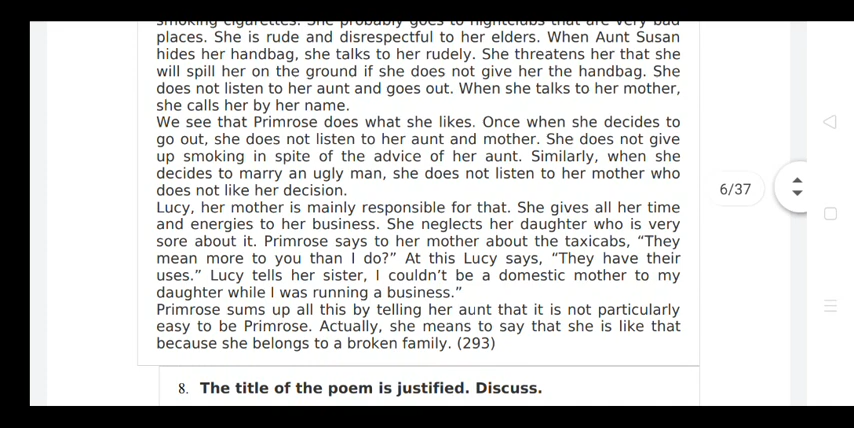 smoking cigarettes. She probably goes to nightclubs that are very bad
places. She is rude and disrespectful to her elders. When Aunt Susan
hides her handbag, she talks to her rudely. She threatens her that she
will spill her on the ground if she does not give her the handbag. She
does not listen to her aunt and goes out. When she talks to her mother,
she calls her by her name.
We see that Primrose does what she likes. Once when she decides to
go out, she does not listen to her aunt and mother. She does not give
up smoking in spite of the advice of her aunt. Similarly, when she
decides to marry an ugly man, she does not listen to her mother who
does not like her decision.
Lucy, her mother is mainly responsible for that. She gives all her time
and energies to her business. She neglects her daughter who is very
sore about it. Primrose says to her mother about the taxicabs, “They
mean more to you than I do?” At this Lucy says, “They have their
uses.” Lucy tells her sister, I couldn’t be a domestic mother to my
daughter while I was running a business.”
Primrose sums up all this by telling her aunt that it is not particularly
easy to be Primrose. Actually, she means to say that she is like that
because she belongs to a broken family. (293)
8. The title of the poem is justified. Discuss.
6/37